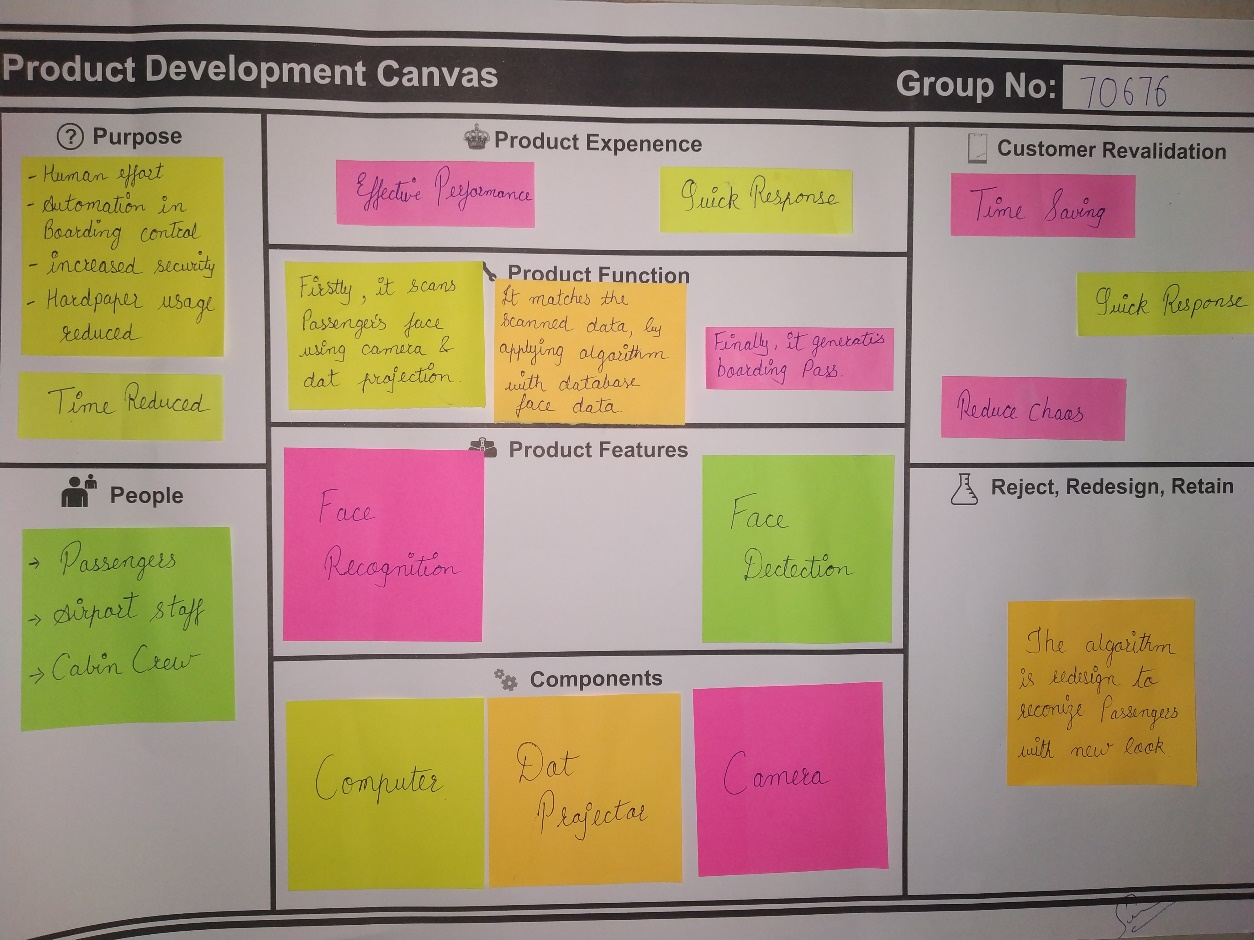 Product Development Canvas
Group No: 70676
Purpose
- Human effort
- Automation in
Boarding control
- increased security
- Hardpaper usage
reduced
Time Reduced
People
→ Passengers
→ Airport staff
→ Cabin Crew
Product Expenence
Effective Performance
Quick Response
Product Function
Firstly, it scans
Passengers face
using camera &
dat projection.
It matches the
scanned data, by
applying algorithm
with database
face data.
Finally, it generates
boarding Pass.
Product Features
Face
Recognition
Face
Dectection
Components
Computer
Dat
Projector
Camera
Customer Revalidation
Time Saving
Quick Response
Reduce Chaos
Reject, Redesign, Retain
The algorithm
is redesign to
reconize Passengers
with new look